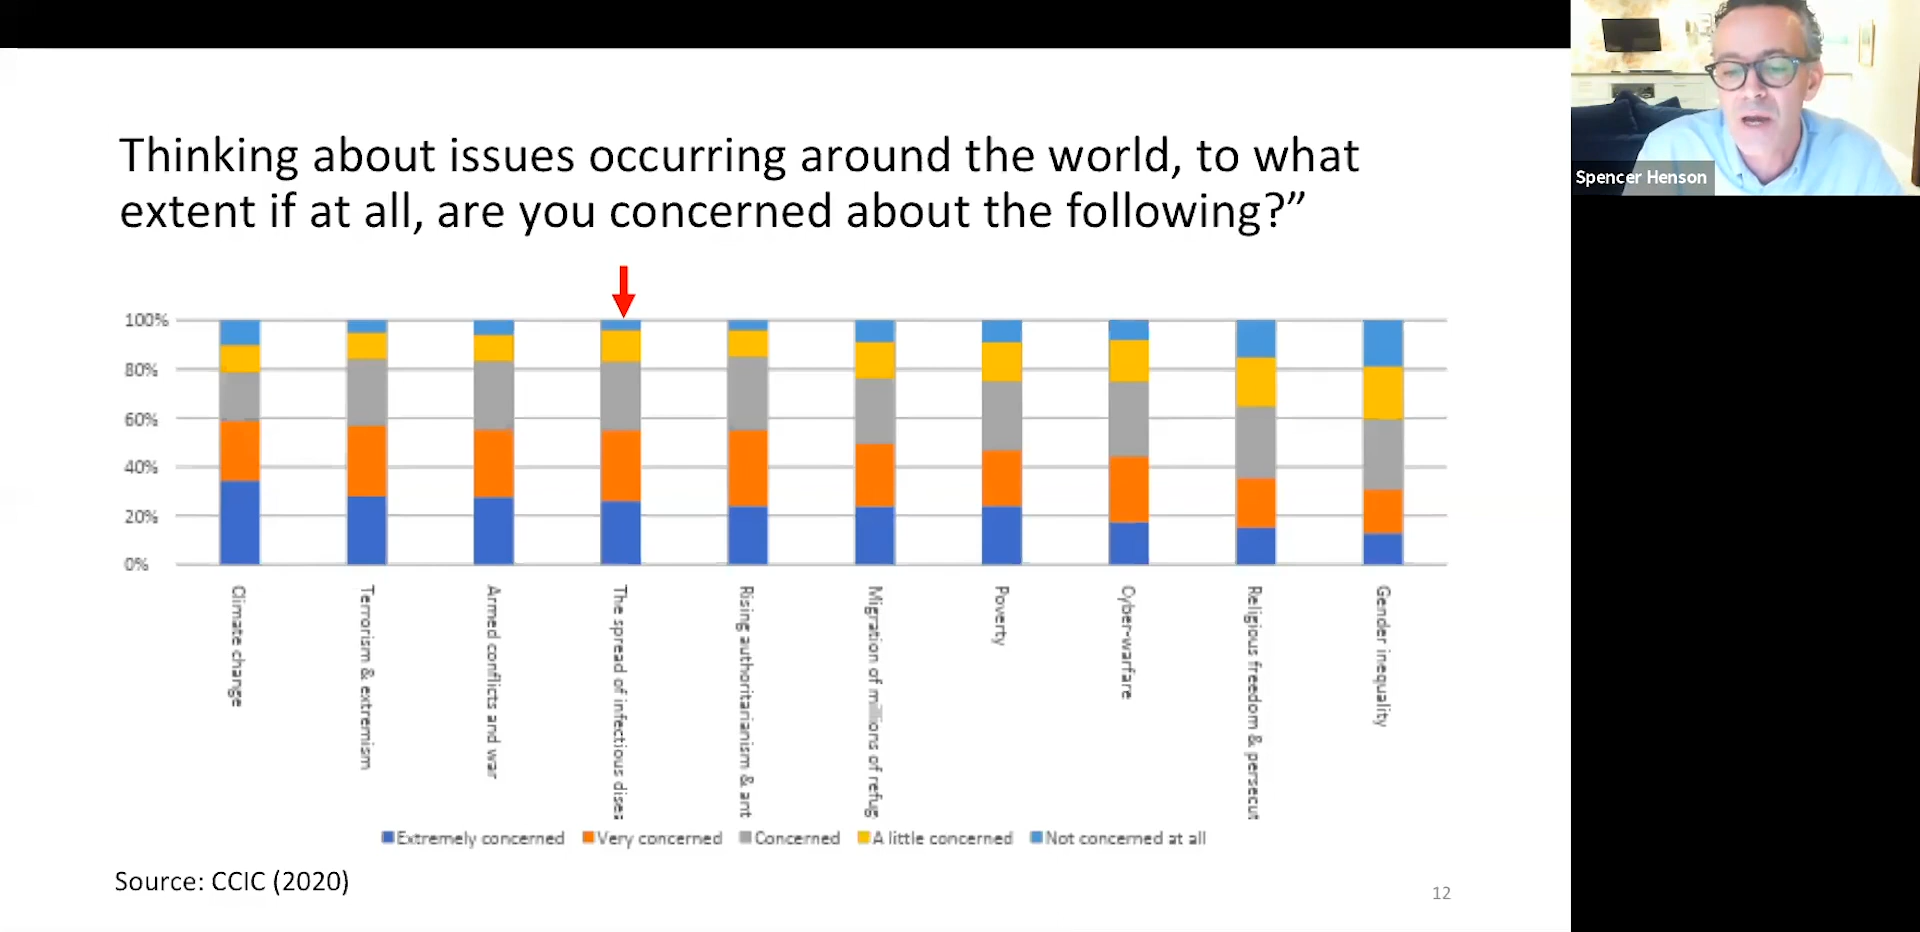 Thinking about issues occurring around the world, to what
extent if at all, are you concerned about the following?”
Spencer Henson
100%
80%
60%
40%
20%
0%
Climate change
Terrorism & extremism
Armed conflicts and war
The spread of infectious diseas
Rising authoritarianism & ant
Migration of millions of refug
Poverty
Cyber-warfare
Religious freedom & persecut
Gender inequality
Extremely concerned
Very concerned
Concerned
A little concerned
Not concerned at all
Source: CCIC (2020)
12